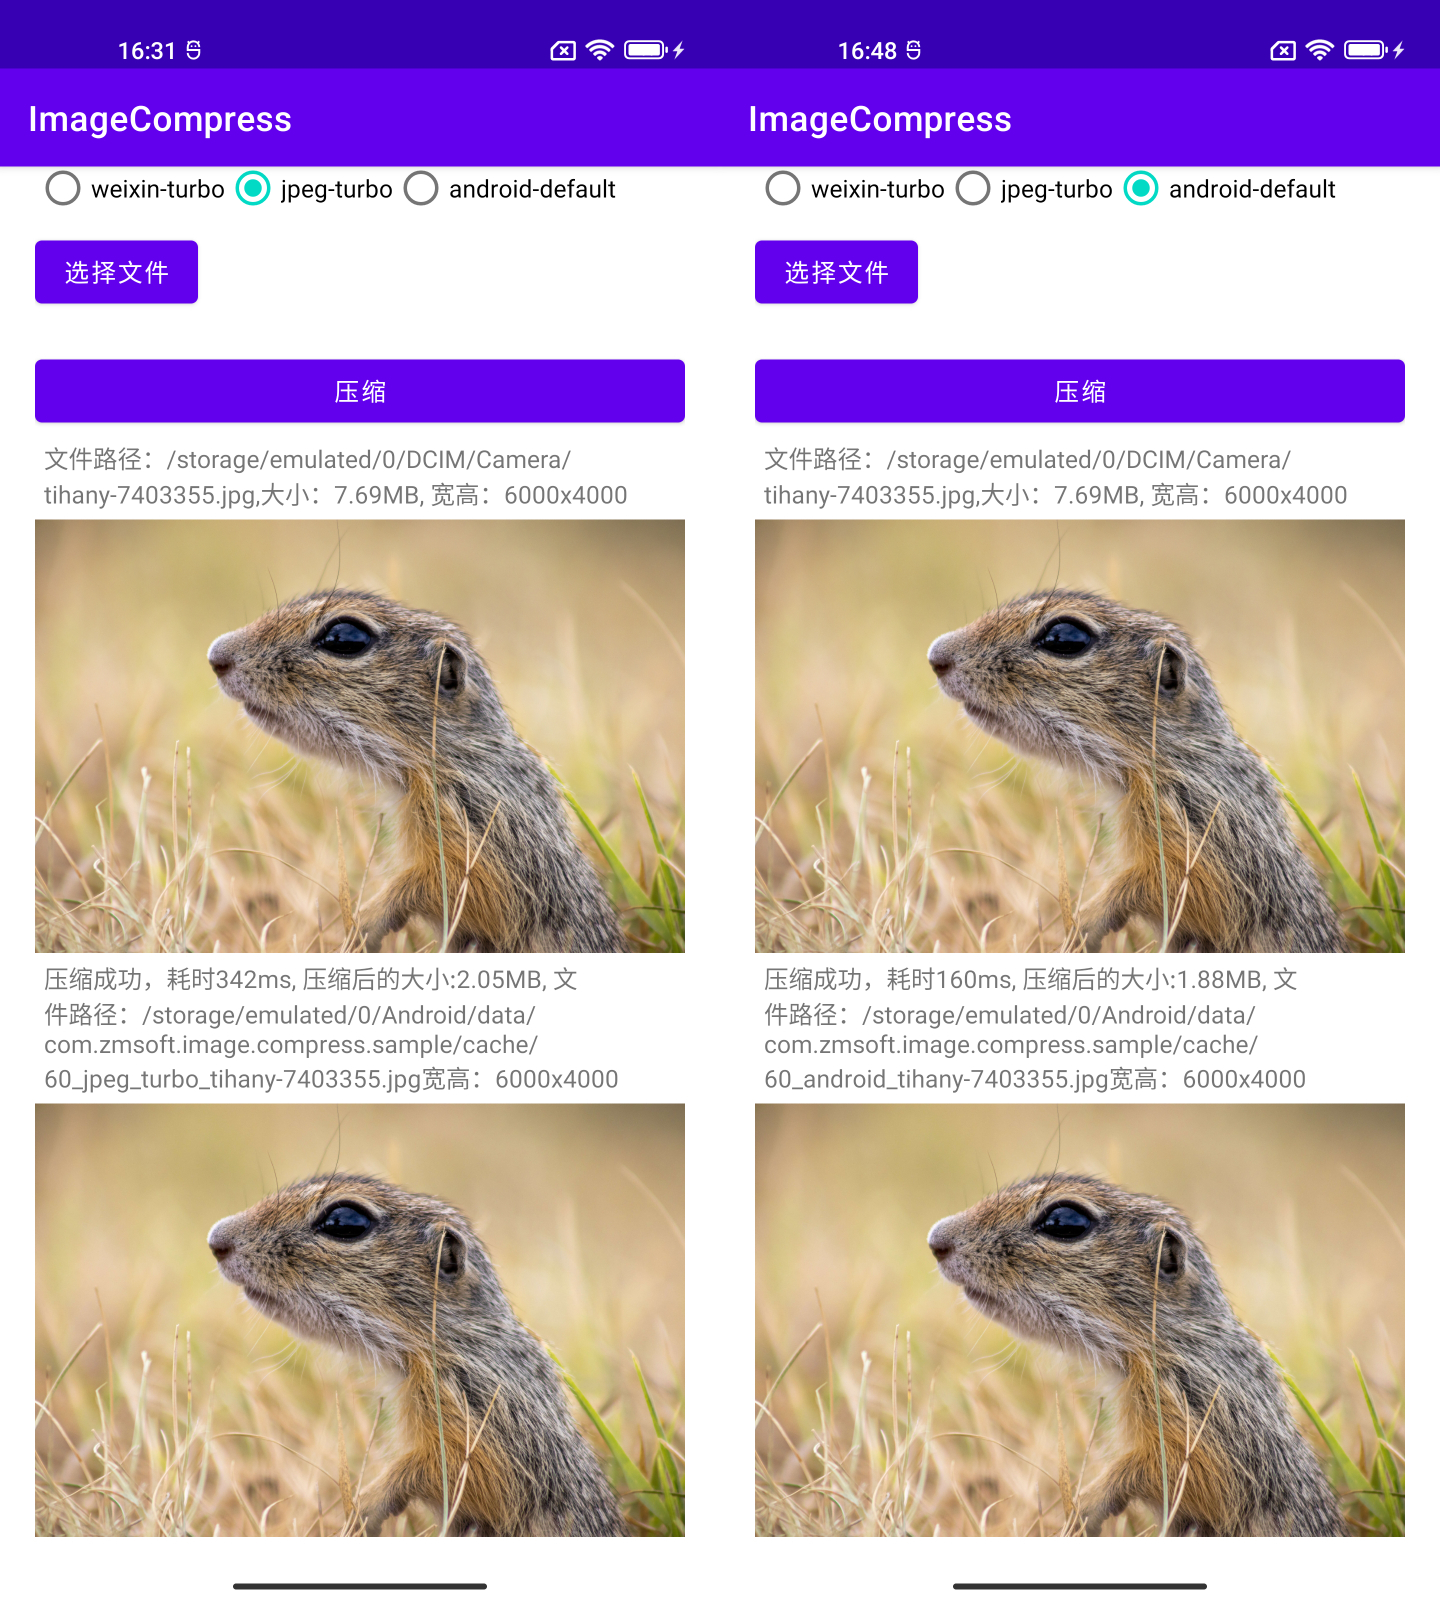 16:31
ImageCompress
weixin-turbo jpeg-turbo android-default
选择文件
压缩
文件路径：/storage/emulated/0/DCIM/Camera/
tihany-7403355.jpg,大小：7.69MB, 宽高：6000x4000
压缩成功，耗时342ms, 压缩后的大小:2.05MB, 文
件路径：/storage/emulated/0/Android/data/
com.zmsoft.image.compress.sample/cache/
60_jpeg_turbo_tihany-7403355.jpg宽高：6000x4000
16:48
ImageCompress
weixin-turbo jpeg-turbo android-default
选择文件
压缩
文件路径：/storage/emulated/0/DCIM/Camera/
tihany-7403355.jpg,大小：7.69MB, 宽高：6000x4000
压缩成功，耗时160ms, 压缩后的大小:1.88MB, 文
件路径：/storage/emulated/0/Android/data/
com.zmsoft.image.compress.sample/cache/
60_android_tihany-7403355.jpg宽高：6000x4000